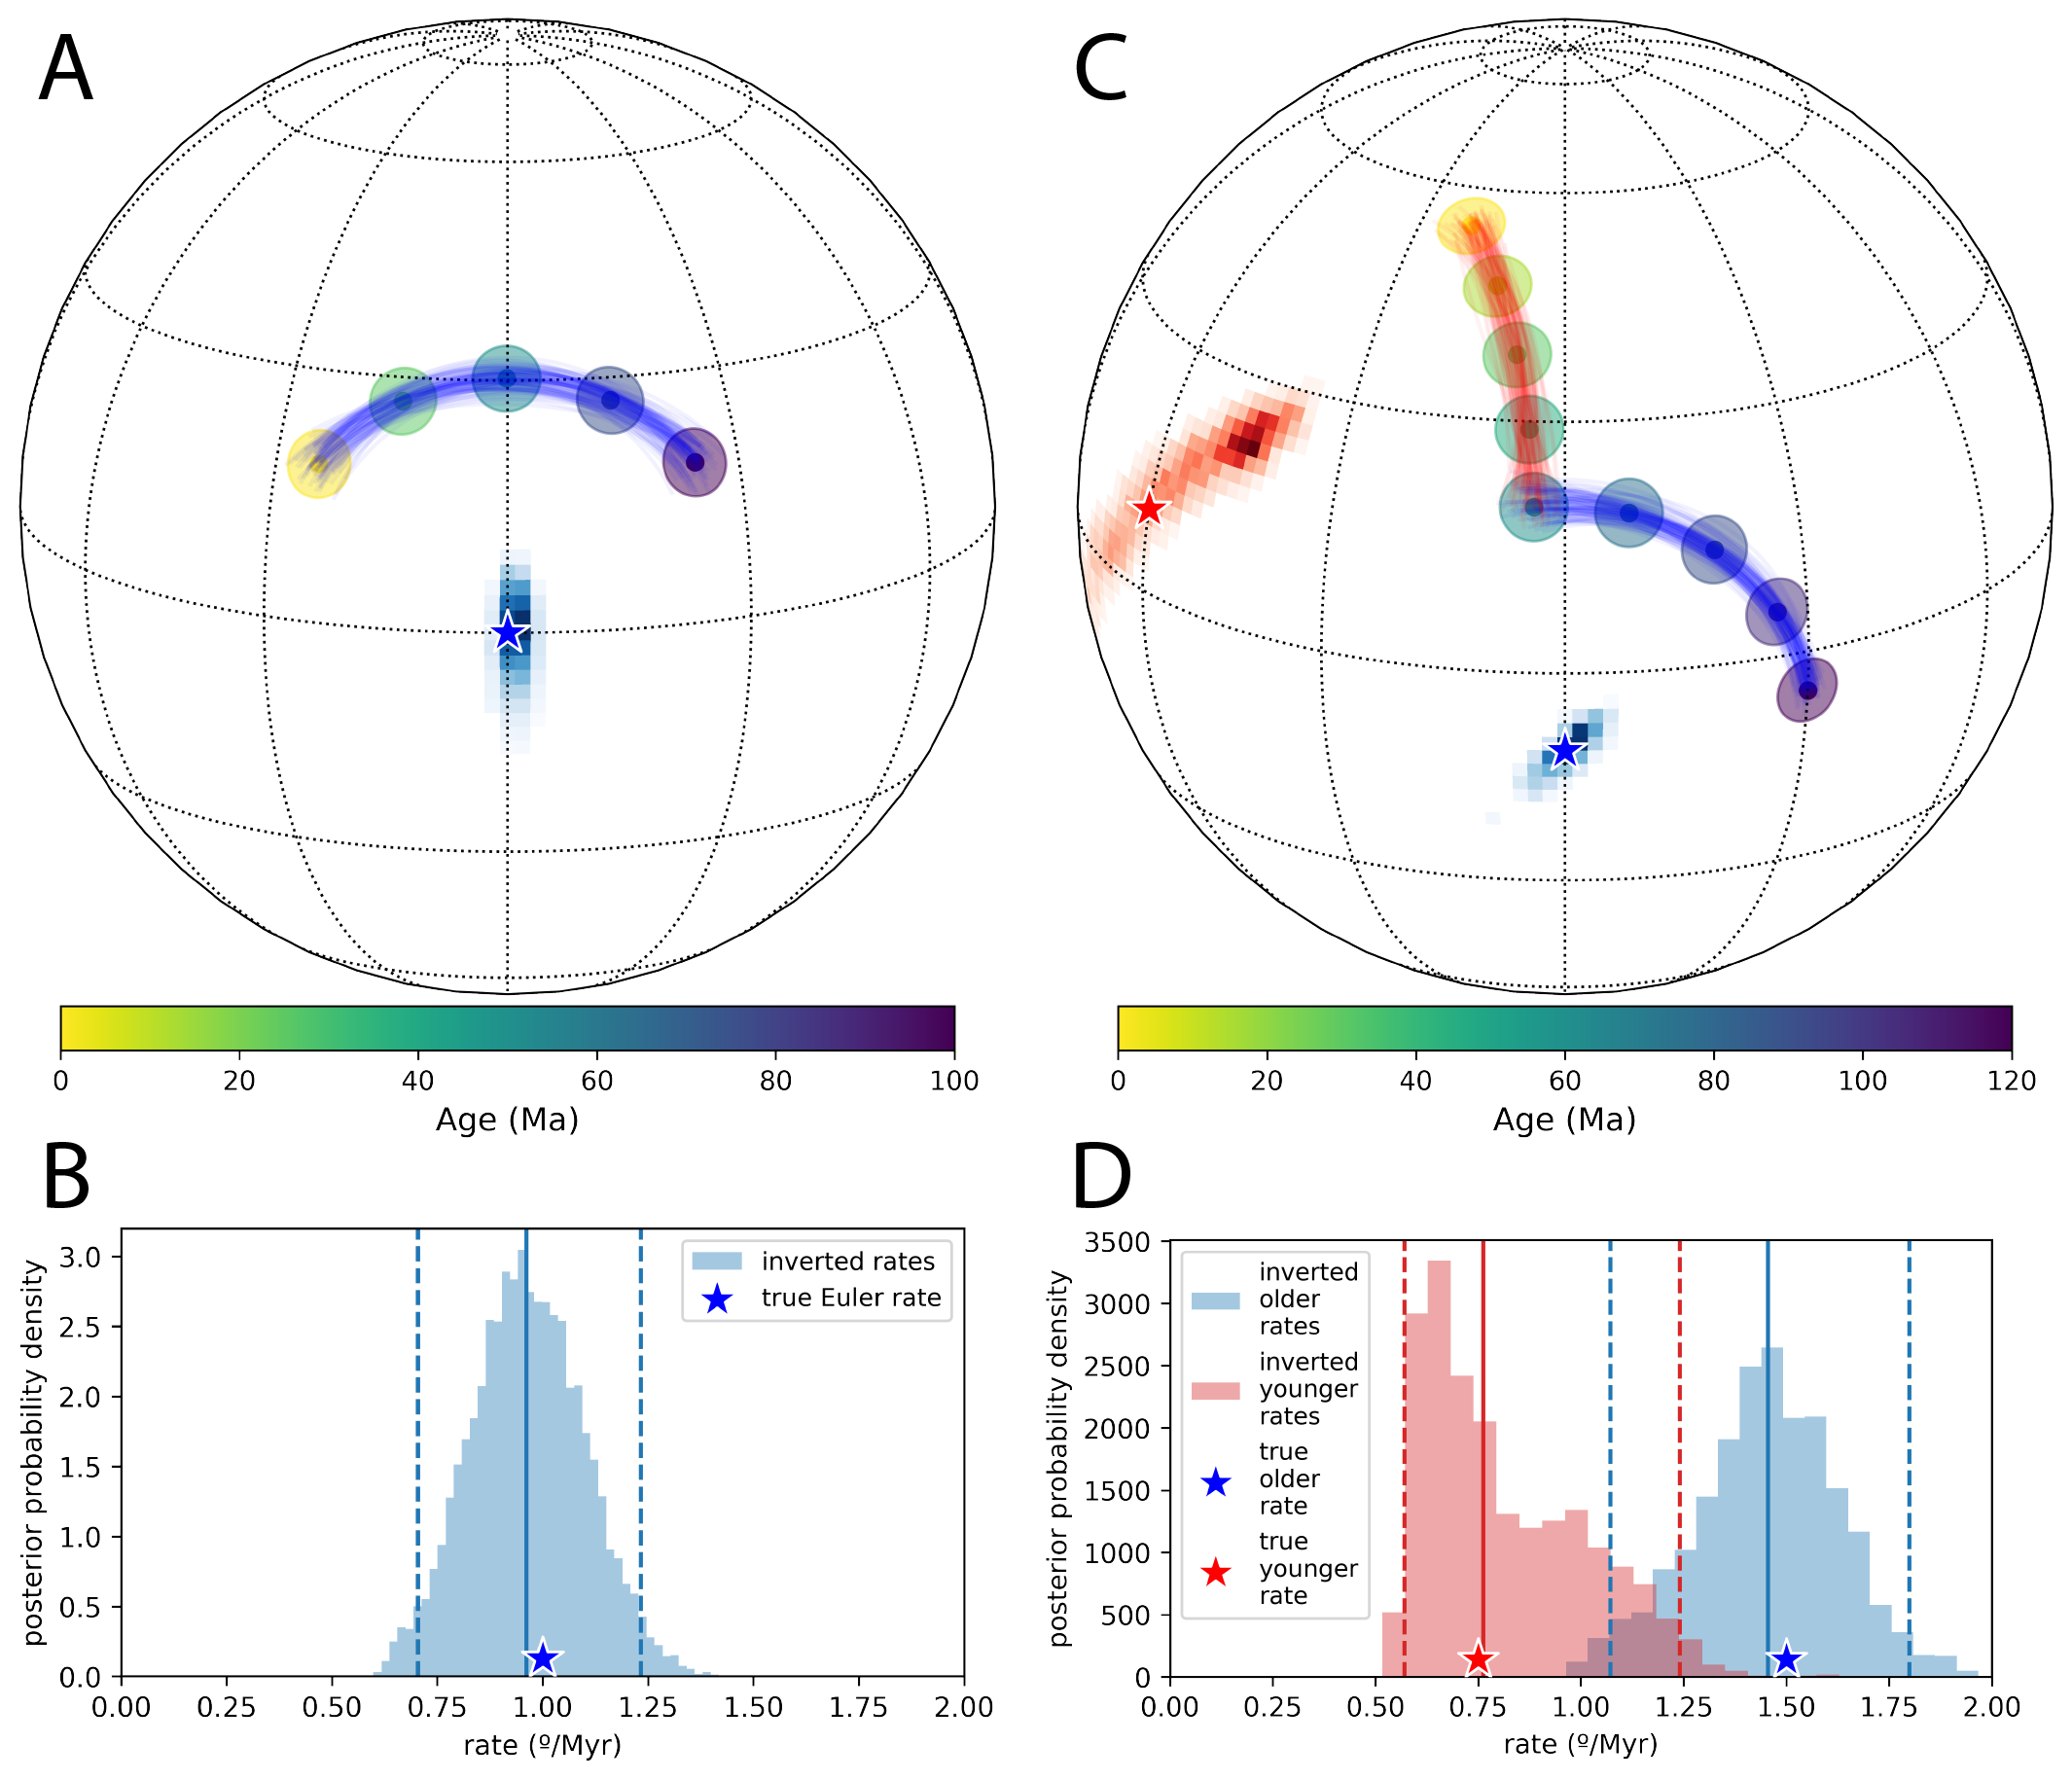 A
0 20 40 60 80 100
Age (Ma)
B
posterior probability density
3.0
2.5
2.0
1.5
1.0
0.5
0.0
inverted rates
true Euler rate
0.00 0.25 0.50 0.75 1.00 1.25 1.50 1.75 2.00
rate (º/Myr)
C
0 20 40 60 80 100 120
Age (Ma)
D
posterior probability density
3500
3000
2500
2000
1500
1000
500
0
inverted
older
rates
inverted
younger
rates
true
older
rate
true
younger
rate
0.00 0.25 0.50 0.75 1.00 1.25 1.50 1.75 2.00
rate (º/Myr)